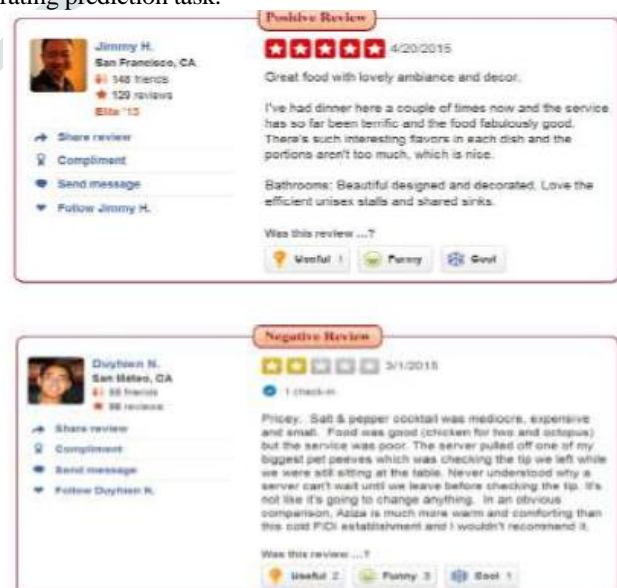 rating prediction task.
Positive Review
Jimmy H.
San Francisco, CA
148 friends
129 reviews
Elite '15
Share review
Compliment
Send message
Follow Jimmy H.
4/20/2015
Great food with lovely ambiance and decor.
I've had dinner here a couple of times now and the service
has so far been terrific and the food fabulously good.
There's such interesting flavors in each dish and the
portions aren't too much, which is nice.
Bathrooms: Beautiful designed and decorated. Love the
efficient unisex stalls and shared sinks.
Was this review ...?
Useful 1 Funny Cool
Negative Review
Duyhien N.
San Mateo, CA
friends
reviews
Share review
Compliment
Send message
Follow Duyhien N.
3/1/2015
1 check-in
Pricey. Salt & pepper cocktail was mediocre, expensive
and small. Food was good (chicken for two and octopus)
but the service was poor. The server pulled off one of my
biggest pet peeves which was checking the tip we left while
we were still sitting at the table. Never understood why a
server can't wait until we leave before checking the tip. It's
not like it's going to change anything. In an obvious
comparison, Aziza is much more warm and comforting than
this cold FiDi establishment and I wouldn't recommend it.
Was this review ...?
Useful 2 Funny 3 Cool 1